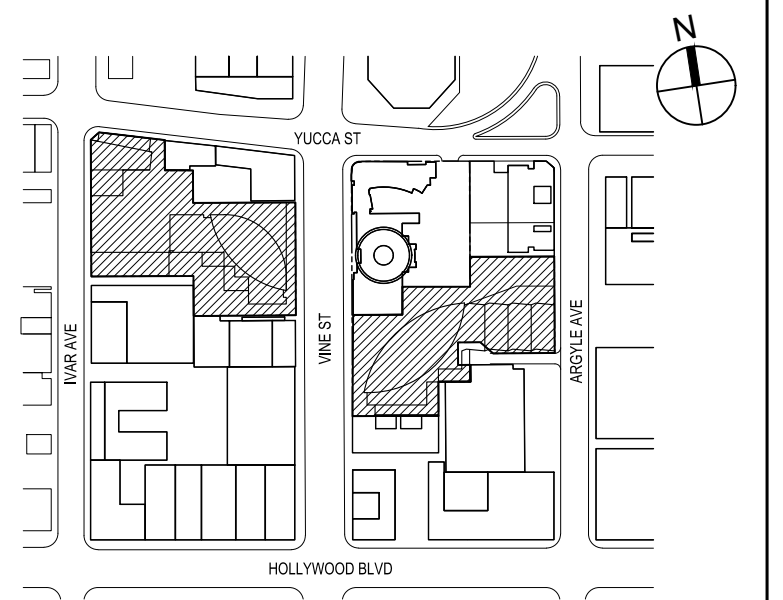 N
YUCCA ST
IVAR AVE
VINE ST
ARGYLE AVE
HOLLYWOOD BLVD